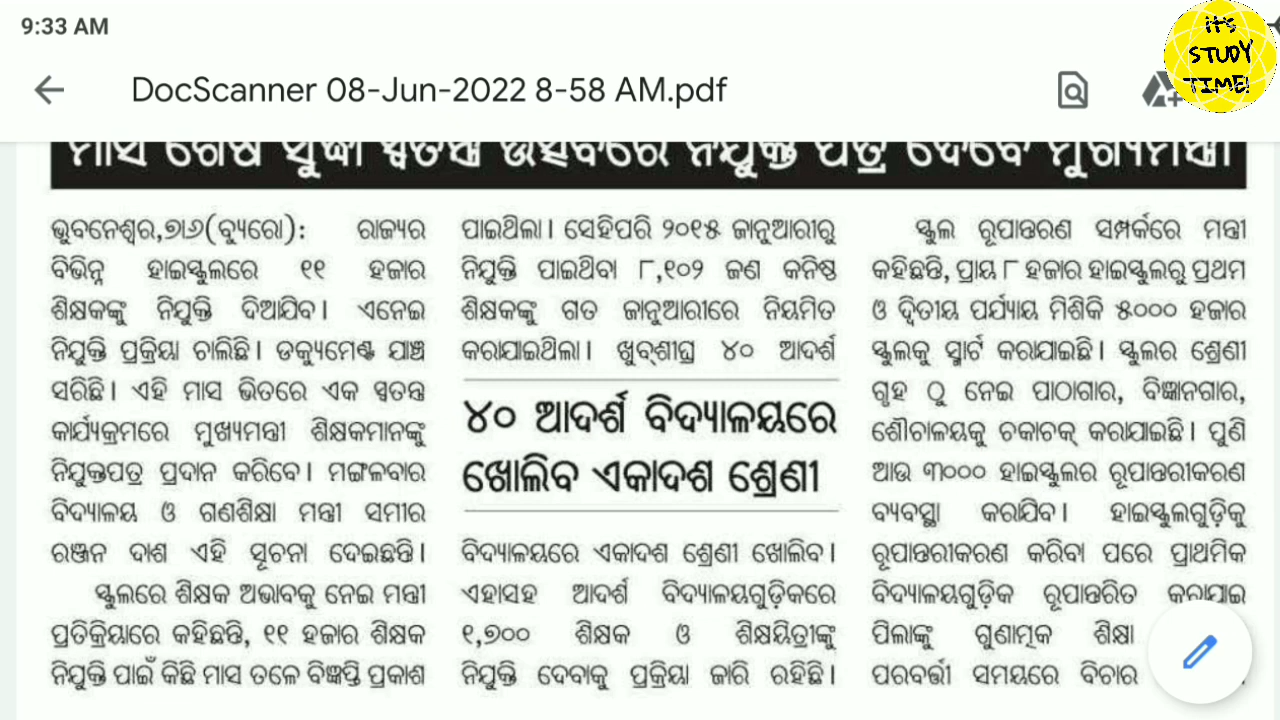 9:33 AM
DocScanner 08-Jun-2022 8-58 AM.pdf
It's
STUDY
TIME!
ମାସ ଶେଷ ସୁଦ୍ଧା ସ୍ୱତନ୍ତ୍ର ଉତ୍ସବରେ ନିଯୁକ୍ତି ପତ୍ର ଦେବେ ମୁଖ୍ୟମନ୍ତ୍ରୀ
ଭୁବନେଶ୍ୱର,୭ା୬(ବ୍ୟୁରୋ): ରାଜ୍ୟର
ବିଭିନ୍ନ ହାଇସ୍କୁଲରେ ୧୧ ହଜାର
ଶିକ୍ଷକଙ୍କୁ ନିଯୁକ୍ତି ଦିଆଯିବ। ଏନେଇ
ନିଯୁକ୍ତି ପ୍ରକ୍ରିୟା ଚାଲିଛି। ଡକ୍ୟୁମେଣ୍ଟ ଯାଞ୍ଚ
ସରିଛି। ଏହି ମାସ ଭିତରେ ଏକ ସ୍ୱତନ୍ତ୍ର
କାର୍ଯ୍ୟକ୍ରମରେ ମୁଖ୍ୟମନ୍ତ୍ରୀ ଶିକ୍ଷକମାନଙ୍କୁ
ନିଯୁକ୍ତପତ୍ର ପ୍ରଦାନ କରିବେ। ମଙ୍ଗଳବାର
ବିଦ୍ୟାଳୟ ଓ ଗଣଶିକ୍ଷା ମନ୍ତ୍ରୀ ସମୀର
ରଞ୍ଜନ ଦାଶ ଏହି ସୂଚନା ଦେଇଛନ୍ତି।
ସ୍କୁଲରେ ଶିକ୍ଷକ ଅଭାବକୁ ନେଇ ମନ୍ତ୍ରୀ
ପ୍ରତିକ୍ରିୟାରେ କହିଛନ୍ତି, ୧୧ ହଜାର ଶିକ୍ଷକ
ନିଯୁକ୍ତି ପାଇଁ କିଛି ମାସ ତଳେ ବିଜ୍ଞପ୍ତି ପ୍ରକାଶ
ପାଇଥିଲା। ସେହିପରି ୨୦୧୫ ଜାନୁଆରୀରୁ
ନିଯୁକ୍ତି ପାଇଥିବା ୮,୧୦୨ ଜଣ କନିଷ୍ଠ
ଶିକ୍ଷକଙ୍କୁ ଗତ ଜାନୁଆରୀରେ ନିୟମିତ
କରାଯାଇଥିଲା। ଖୁବ୍‌ଶୀଘ୍ର ୪୦ ଆଦର୍ଶ
୪୦ ଆଦର୍ଶ ବିଦ୍ୟାଳୟରେ
ଖୋଲିବ ଏକାଦଶ ଶ୍ରେଣୀ
ବିଦ୍ୟାଳୟରେ ଏକାଦଶ ଶ୍ରେଣୀ ଖୋଲିବ।
ଏହାସହ ଆଦର୍ଶ ବିଦ୍ୟାଳୟଗୁଡ଼ିକରେ
୧,୭୦୦ ଶିକ୍ଷକ ଓ ଶିକ୍ଷୟିତ୍ରୀଙ୍କୁ
ନିଯୁକ୍ତି ଦେବାକୁ ପ୍ରକ୍ରିୟା ଜାରି ରହିଛି।
ସ୍କୁଲ ରୂପାନ୍ତରଣ ସମ୍ପର୍କରେ ମନ୍ତ୍ରୀ
କହିଛନ୍ତି, ପ୍ରାୟ ୮ ହଜାର ହାଇସ୍କୁଲରୁ ପ୍ରଥମ
ଓ ଦ୍ୱିତୀୟ ପର୍ଯ୍ୟାୟ ମିଶିକି ୫୦୦୦ ହଜାର
ସ୍କୁଲକୁ ସ୍ମାର୍ଟ କରାଯାଇଛି। ସ୍କୁଲର ଶ୍ରେଣୀ
ଗୃହ ଠୁ ନେଇ ପାଠାଗାର, ବିଜ୍ଞାନଗାର,
ଶୌଚାଳୟକୁ ଚକାଚକ୍ କରାଯାଇଛି। ପୁଣି
ଆଉ ୩୦୦୦ ହାଇସ୍କୁଲର ରୂପାନ୍ତରୀକରଣ
ବ୍ୟବସ୍ଥା କରାଯିବ। ହାଇସ୍କୁଲଗୁଡ଼ିକୁ
ରୂପାନ୍ତରୀକରଣ କରିବା ପରେ ପ୍ରାଥମିକ
ବିଦ୍ୟାଳୟଗୁଡ଼ିକ ରୂପାନ୍ତରିତ କରାଯାଇ
ପିଲାଙ୍କୁ ଗୁଣାତ୍ମକ ଶିକ୍ଷା
ପରବର୍ତ୍ତୀ ସମୟରେ ବିଚାର